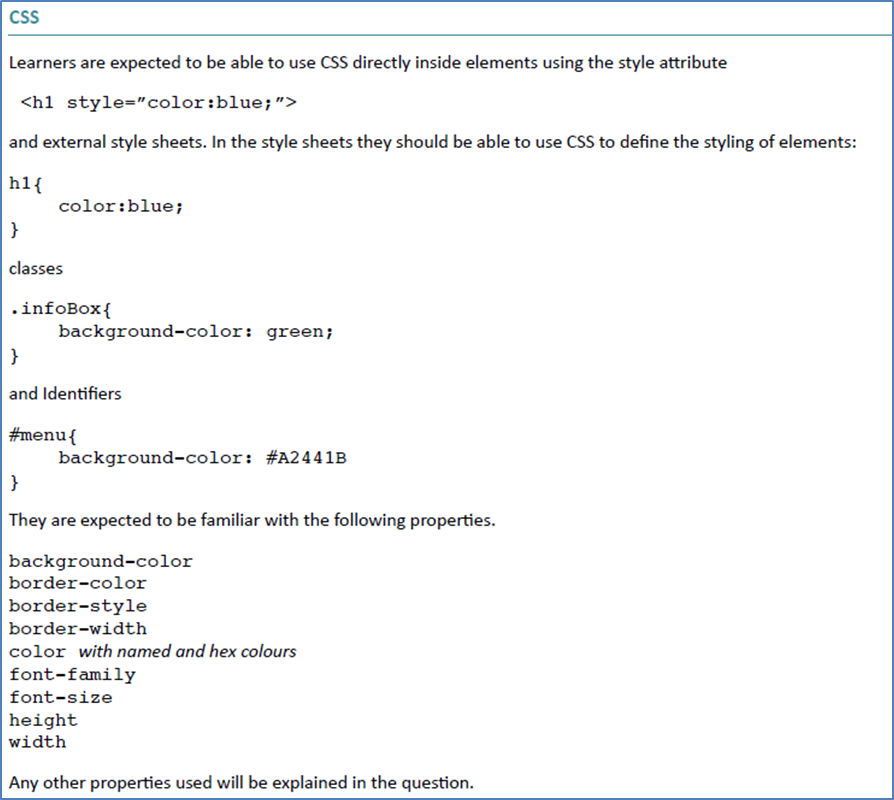 CSS
Learners are expected to be able to use CSS directly inside elements using the style attribute
<h1 style=”color:blue;”>
and external style sheets. In the style sheets they should be able to use CSS to define the styling of elements:
h1{
color:blue;
}
classes
.infoBox{
background-color: green;
}
and Identifiers
#menu{
background-color: #A2441B
}
They are expected to be familiar with the following properties.
background-color
border-color
border-style
border-width
color with named and hex colours
font-family
font-size
height
width
Any other properties used will be explained in the question.